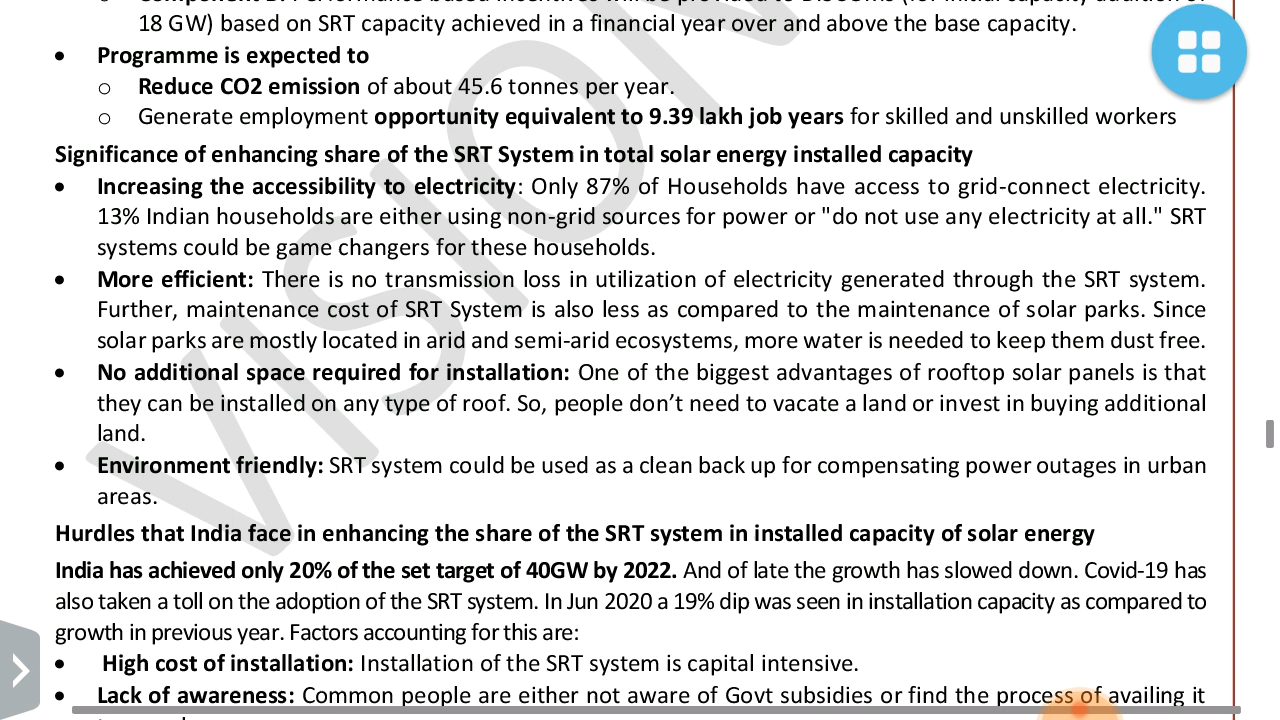 18 GW) based on SRT capacity achieved in a financial year over and above the base capacity.
• Programme is expected to
o Reduce CO2 emission of about 45.6 tonnes per year.
o Generate employment opportunity equivalent to 9.39 lakh job years for skilled and unskilled workers
Significance of enhancing share of the SRT System in total solar energy installed capacity
• Increasing the accessibility to electricity: Only 87% of Households have access to grid-connect electricity.
13% Indian households are either using non-grid sources for power or "do not use any electricity at all." SRT
systems could be game changers for these households.
• More efficient: There is no transmission loss in utilization of electricity generated through the SRT system.
Further, maintenance cost of SRT System is also less as compared to the maintenance of solar parks. Since
solar parks are mostly located in arid and semi-arid ecosystems, more water is needed to keep them dust free.
• No additional space required for installation: One of the biggest advantages of rooftop solar panels is that
they can be installed on any type of roof. So, people don’t need to vacate a land or invest in buying additional
land.
• Environment friendly: SRT system could be used as a clean back up for compensating power outages in urban
areas.
Hurdles that India face in enhancing the share of the SRT system in installed capacity of solar energy
India has achieved only 20% of the set target of 40GW by 2022. And of late the growth has slowed down. Covid-19 has
also taken a toll on the adoption of the SRT system. In Jun 2020 a 19% dip was seen in installation capacity as compared to
growth in previous year. Factors accounting for this are:
• High cost of installation: Installation of the SRT system is capital intensive.
• Lack of awareness: Common people are either not aware of Govt subsidies or find the process of availing it
VISION